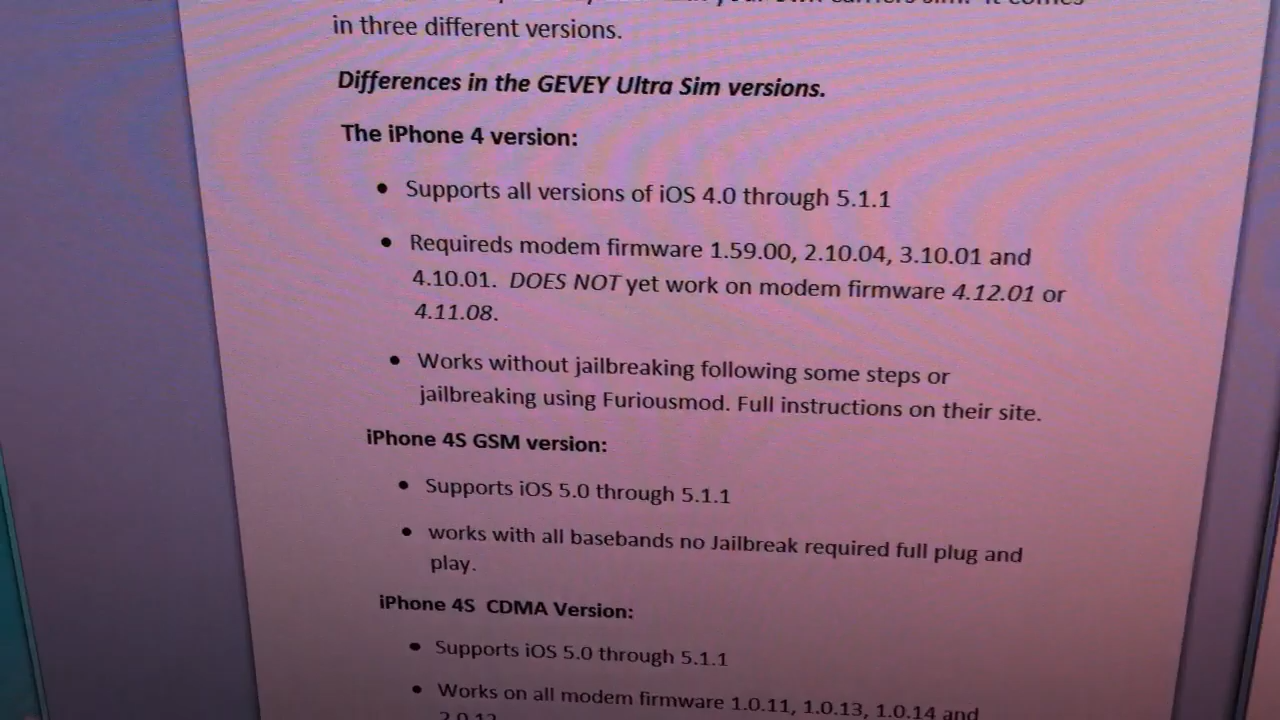 in three different versions.
Differences in the GEVEY Ultra Sim versions.
The iPhone 4 version:
• Supports all versions of iOS 4.0 through 5.1.1
• Requireds modem firmware 1.59.00, 2.10.04, 3.10.01 and
4.10.01. DOES NOT yet work on modem firmware 4.12.01 or
4.11.08.
• Works without jailbreaking following some steps or
jailbreaking using Furiousmod. Full instructions on their site.
iPhone 4S GSM version:
• Supports iOS 5.0 through 5.1.1
• works with all basebands no Jailbreak required full plug and
play.
iPhone 4S CDMA Version:
• Supports iOS 5.0 through 5.1.1
• Works on all modem firmware 1.0.11, 1.0.13, 1.0.14 and